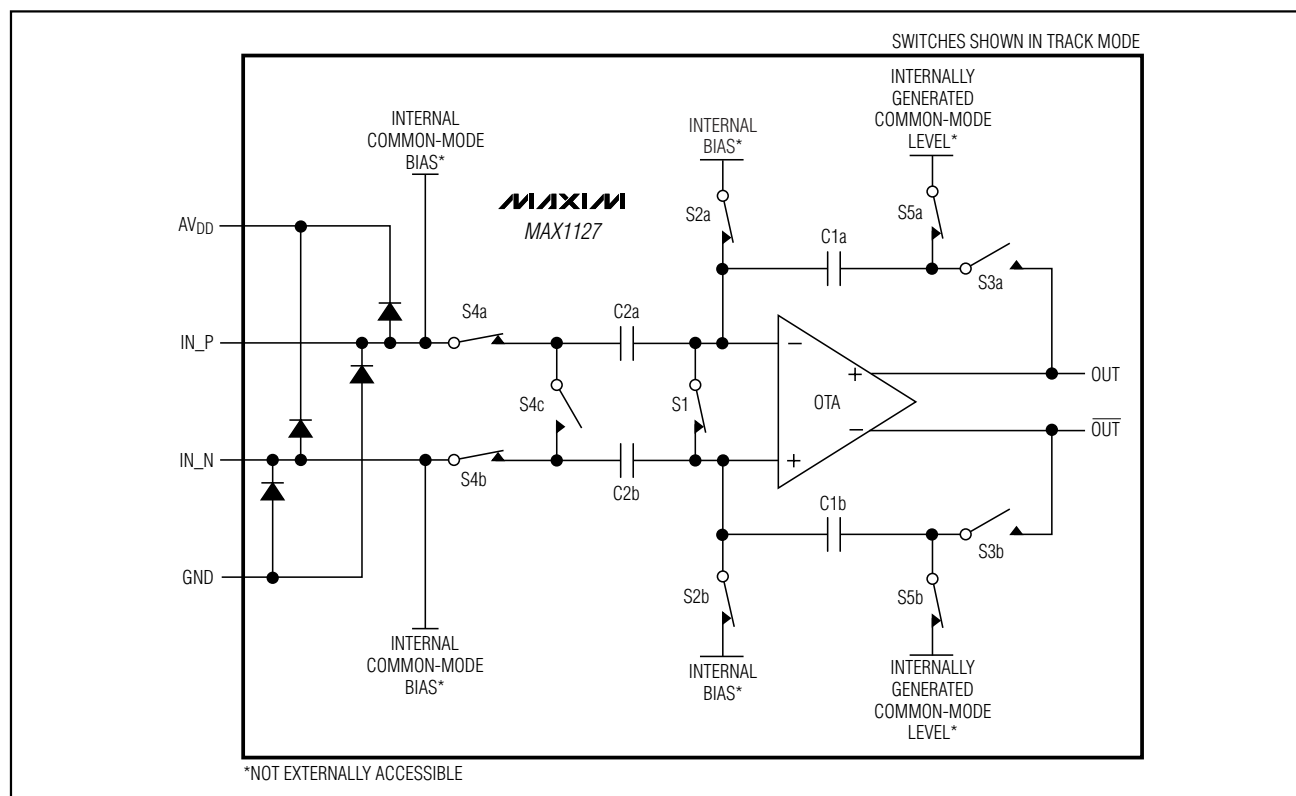 SWITCHES SHOWN IN TRACK MODE
INTERNALLY
GENERATED
COMMON-MODE
LEVEL*
INTERNAL
COMMON-MODE
BIAS*
INTERNAL
BIAS*
MAXIM
MAX1127
AVDD
S2a
S5a
C1a
S3a
S4a
C2a
IN_P
OUT
S4c
S1
OTA
+
−
−
+
OUT
IN_N
S4b
C2b
C1b
S3b
GND
S2b
S5b
INTERNAL
COMMON-MODE
BIAS*
INTERNAL
BIAS*
INTERNALLY
GENERATED
COMMON-MODE
LEVEL*
*NOT EXTERNALLY ACCESSIBLE